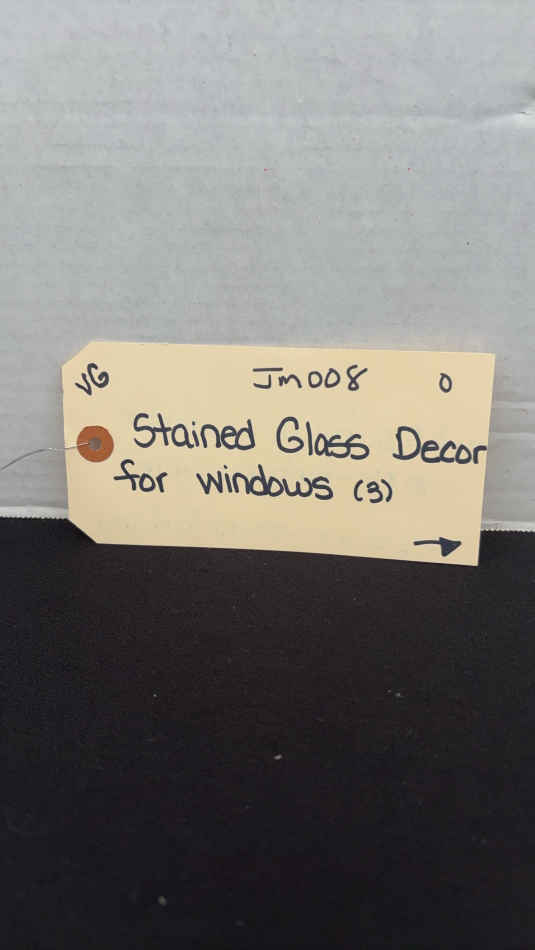 VG Jm008 0
Stained Glass Decor
for windows (3)